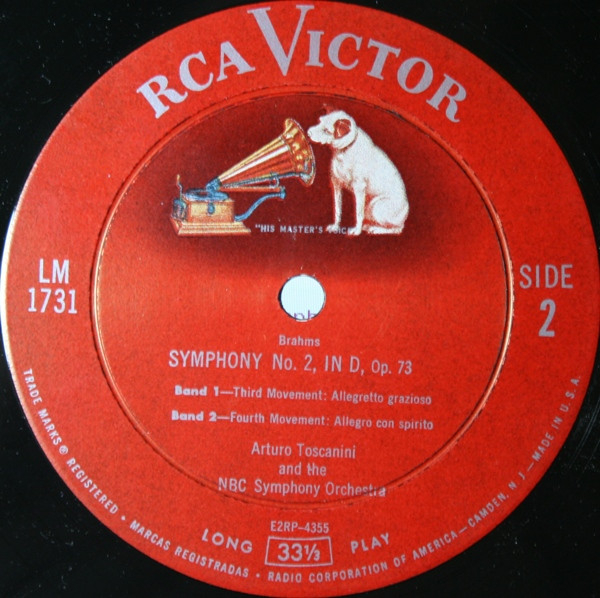 RCA VICTOR
"HIS MASTER'S VOICE"
LM
1731
SIDE
2
Brahms
SYMPHONY No. 2, IN D, Op. 73
Band 1—Third Movement: Allegretto grazioso
Band 2—Fourth Movement: Allegro con spirito
Arturo Toscanini
and the
NBC Symphony Orchestra
E2RP-4355
LONG 33⅓ PLAY
TRADE MARKS ® REGISTERED • MARCAS REGISTRADAS • RADIO CORPORATION OF AMERICA—CAMDEN, N. J.—MADE IN U.S.A.